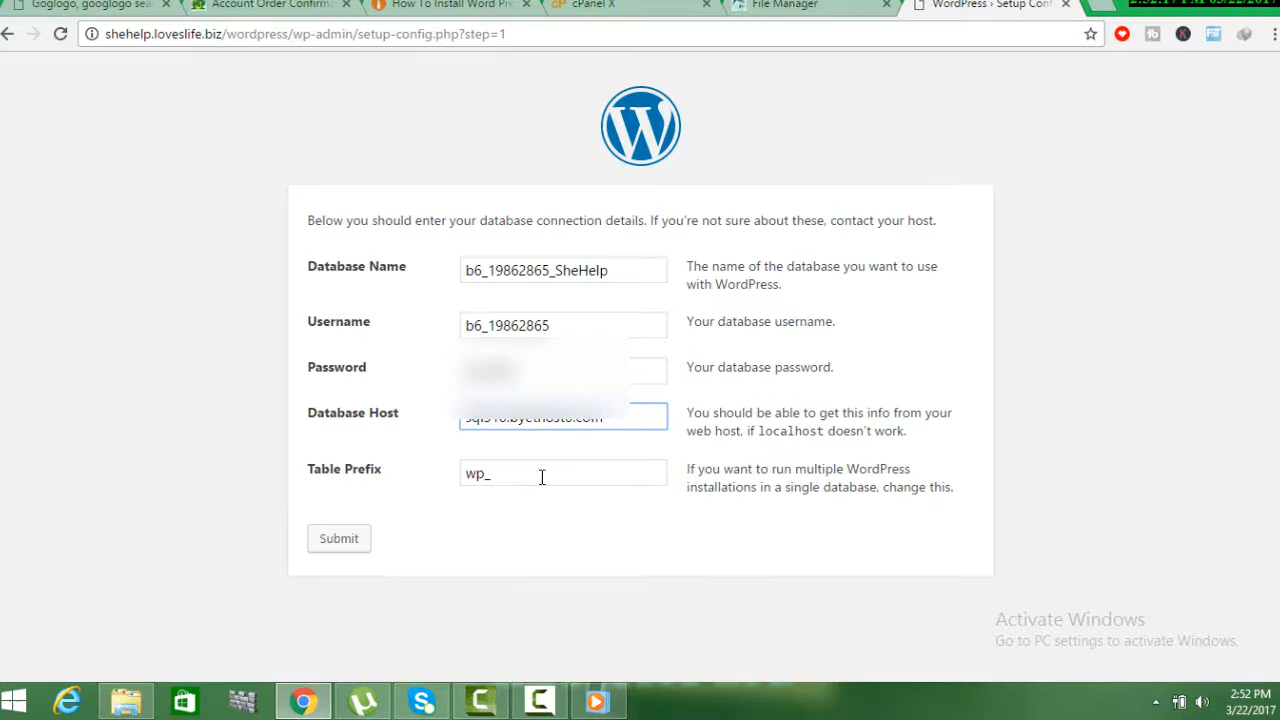 Goglogo, googlogo sea
Account Order Confirm
How To Install Word Pr
cPanel X
File Manager
WordPress › Setup Con
shehelp.loveslife.biz/wordpress/wp-admin/setup-config.php?step=1
Below you should enter your database connection details. If you're not sure about these, contact your host.
Database Name
b6_19862865_SheHelp
The name of the database you want to use
with WordPress.
Username
b6_19862865
Your database username.
Password
Your database password.
Database Host
You should be able to get this info from your
web host, if localhost doesn't work.
Table Prefix
wp_
If you want to run multiple WordPress
installations in a single database, change this.
Submit
Activate Windows
Go to PC settings to activate Windows.
2:52 PM
3/22/2017